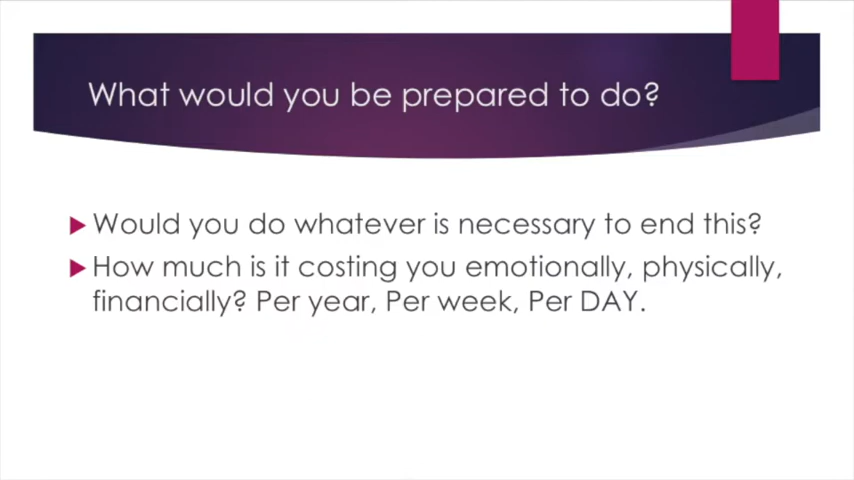 What would you be prepared to do?
Would you do whatever is necessary to end this?
How much is it costing you emotionally, physically,
financially? Per year, Per week, Per DAY.